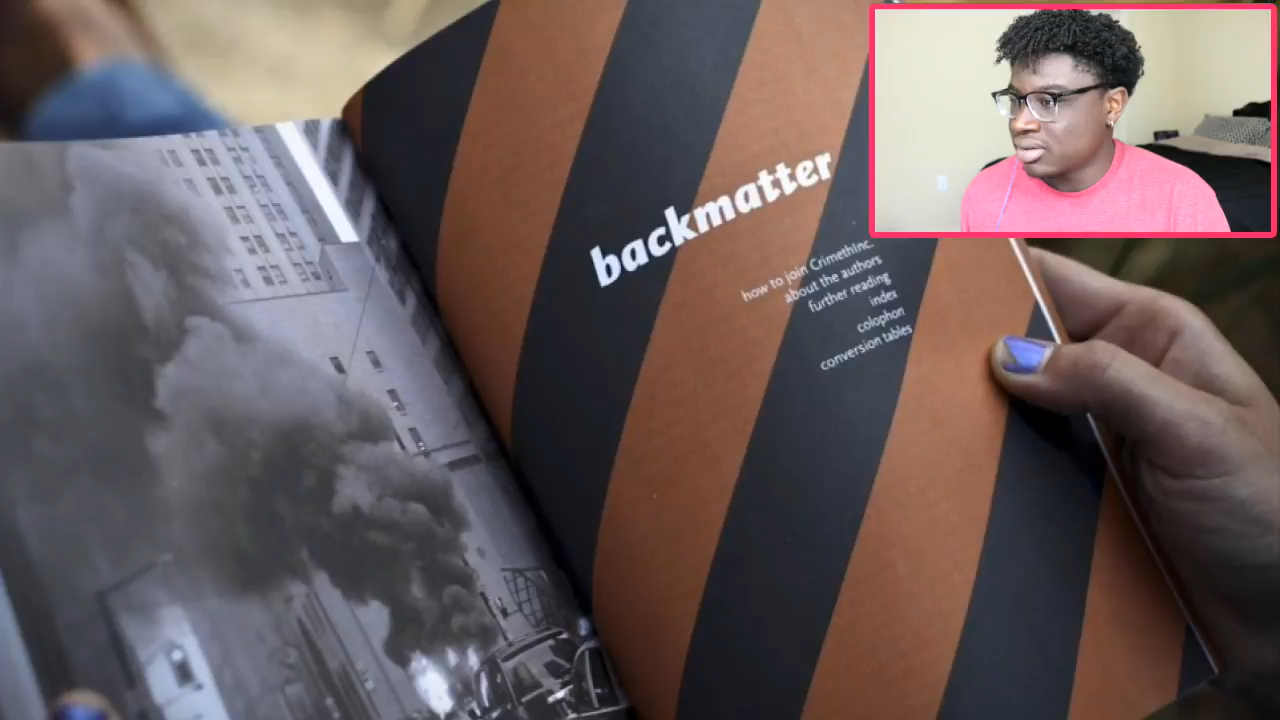 backmatter
how to join CrimethInc.
about the authors
further reading
index
colophon
conversion tables